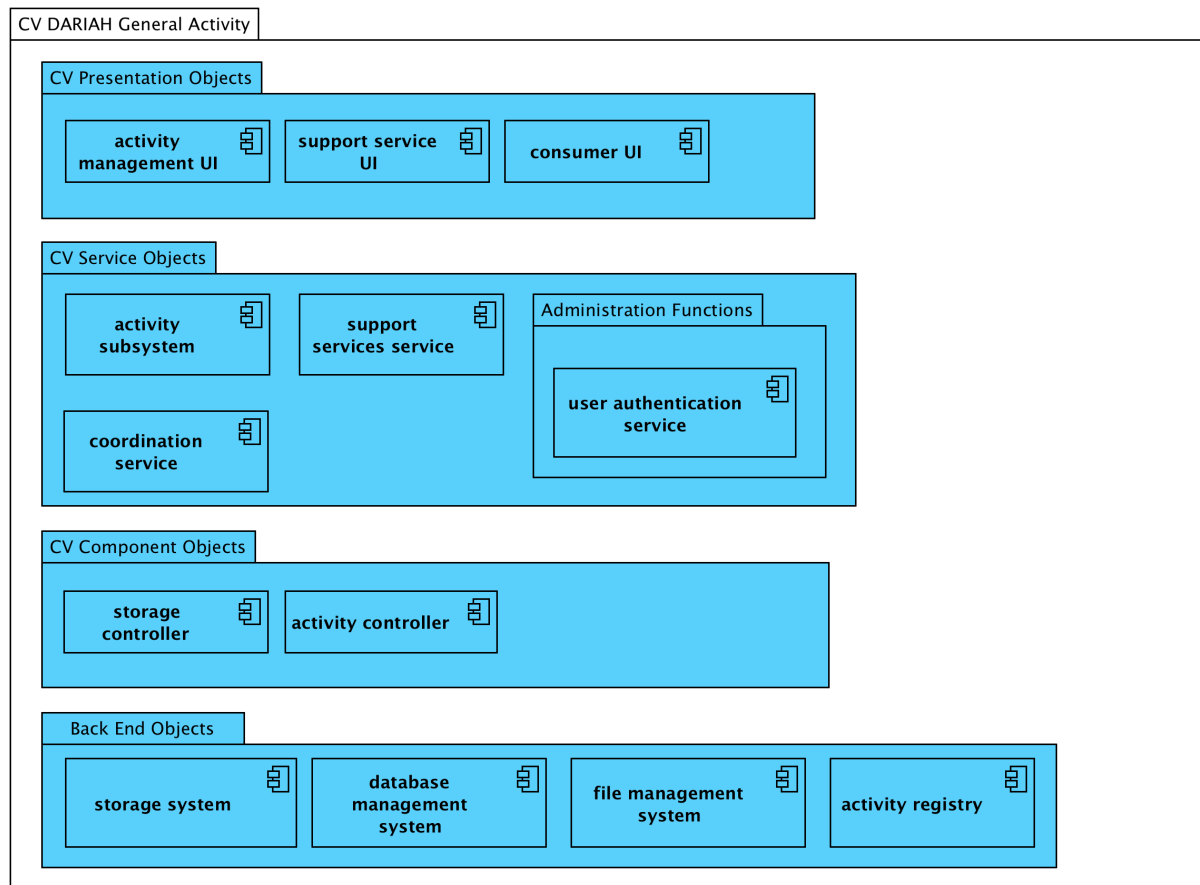 CV DARIAH General Activity
CV Presentation Objects
activity
management UI
support service
UI
consumer UI
CV Service Objects
activity
subsystem
support
services service
Administration Functions
user authentication
service
coordination
service
CV Component Objects
storage
controller
activity controller
Back End Objects
storage system
database
management
system
file management
system
activity registry